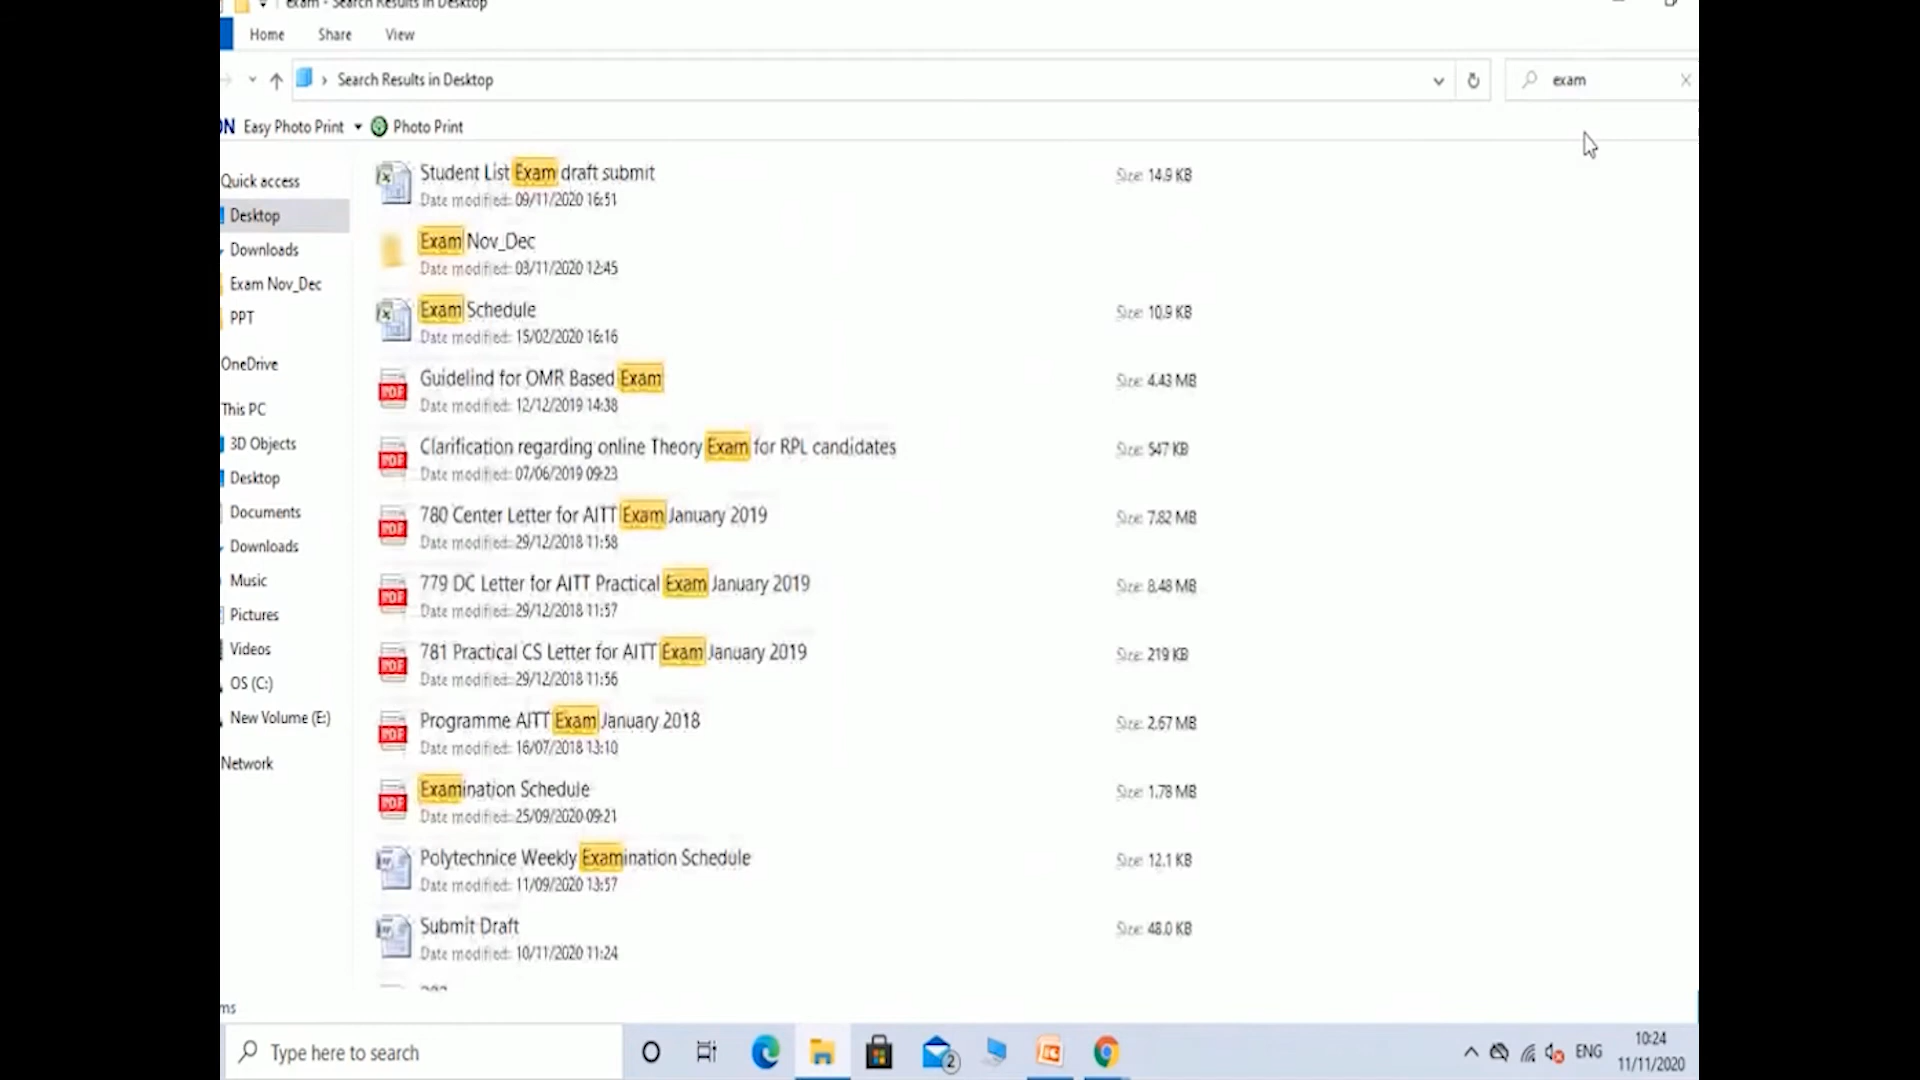 exam - Search Results in Desktop
Home Share View
Search Results in Desktop
exam
Easy Photo Print Photo Print
Quick access
Desktop
Downloads
Exam Nov_Dec
PPT
OneDrive
This PC
3D Objects
Desktop
Documents
Downloads
Music
Pictures
Videos
OS (C:)
New Volume (E:)
Network
Student List Exam draft submit
Date modified: 09/11/2020 16:51
Size: 14.9 KB
Exam Nov_Dec
Date modified: 03/11/2020 12:45
Exam Schedule
Date modified: 15/02/2020 16:16
Size: 10.9 KB
Guidelind for OMR Based Exam
Date modified: 12/12/2019 14:38
Size: 4.43 MB
Clarification regarding online Theory Exam for RPL candidates
Date modified: 07/06/2019 09:23
Size: 547 KB
780 Center Letter for AITT Exam January 2019
Date modified: 29/12/2018 11:58
Size: 7.82 MB
779 DC Letter for AITT Practical Exam January 2019
Date modified: 29/12/2018 11:57
Size: 8.48 MB
781 Practical CS Letter for AITT Exam January 2019
Date modified: 29/12/2018 11:56
Size: 219 KB
Programme AITT Exam January 2018
Date modified: 16/07/2018 13:10
Size: 2.67 MB
Examination Schedule
Date modified: 25/09/2020 09:21
Size: 1.78 MB
Polytechnice Weekly Examination Schedule
Date modified: 11/09/2020 13:57
Size: 12.1 KB
Submit Draft
Date modified: 10/11/2020 11:24
Size: 48.0 KB
Type here to search
2
ENG
10:24
11/11/2020